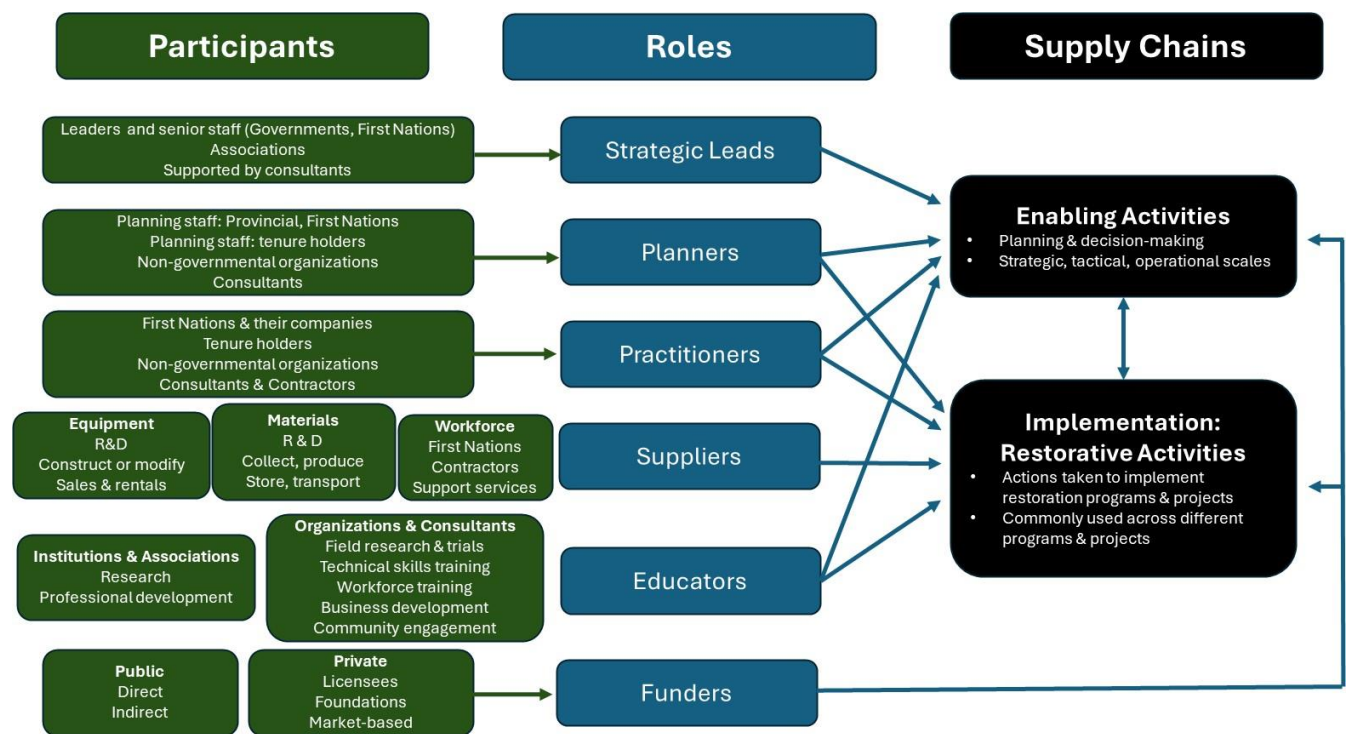 Participants
Roles
Supply Chains
Leaders and senior staff (Governments, First Nations)
Associations
Supported by consultants
Strategic Leads
Planning staff: Provincial, First Nations
Planning staff: tenure holders
Non-governmental organizations
Consultants
Planners
First Nations & their companies
Tenure holders
Non-governmental organizations
Consultants & Contractors
Practitioners
Equipment
R&D
Construct or modify
Sales & rentals
Materials
R & D
Collect, produce
Store, transport
Workforce
First Nations
Contractors
Support services
Suppliers
Institutions & Associations
Research
Professional development
Organizations & Consultants
Field research & trials
Technical skills training
Workforce training
Business development
Community engagement
Educators
Public
Direct
Indirect
Private
Licensees
Foundations
Market-based
Funders
Enabling Activities
• Planning & decision-making
• Strategic, tactical, operational scales
Implementation:
Restorative Activities
• Actions taken to implement
restoration programs & projects
• Commonly used across different
programs & projects